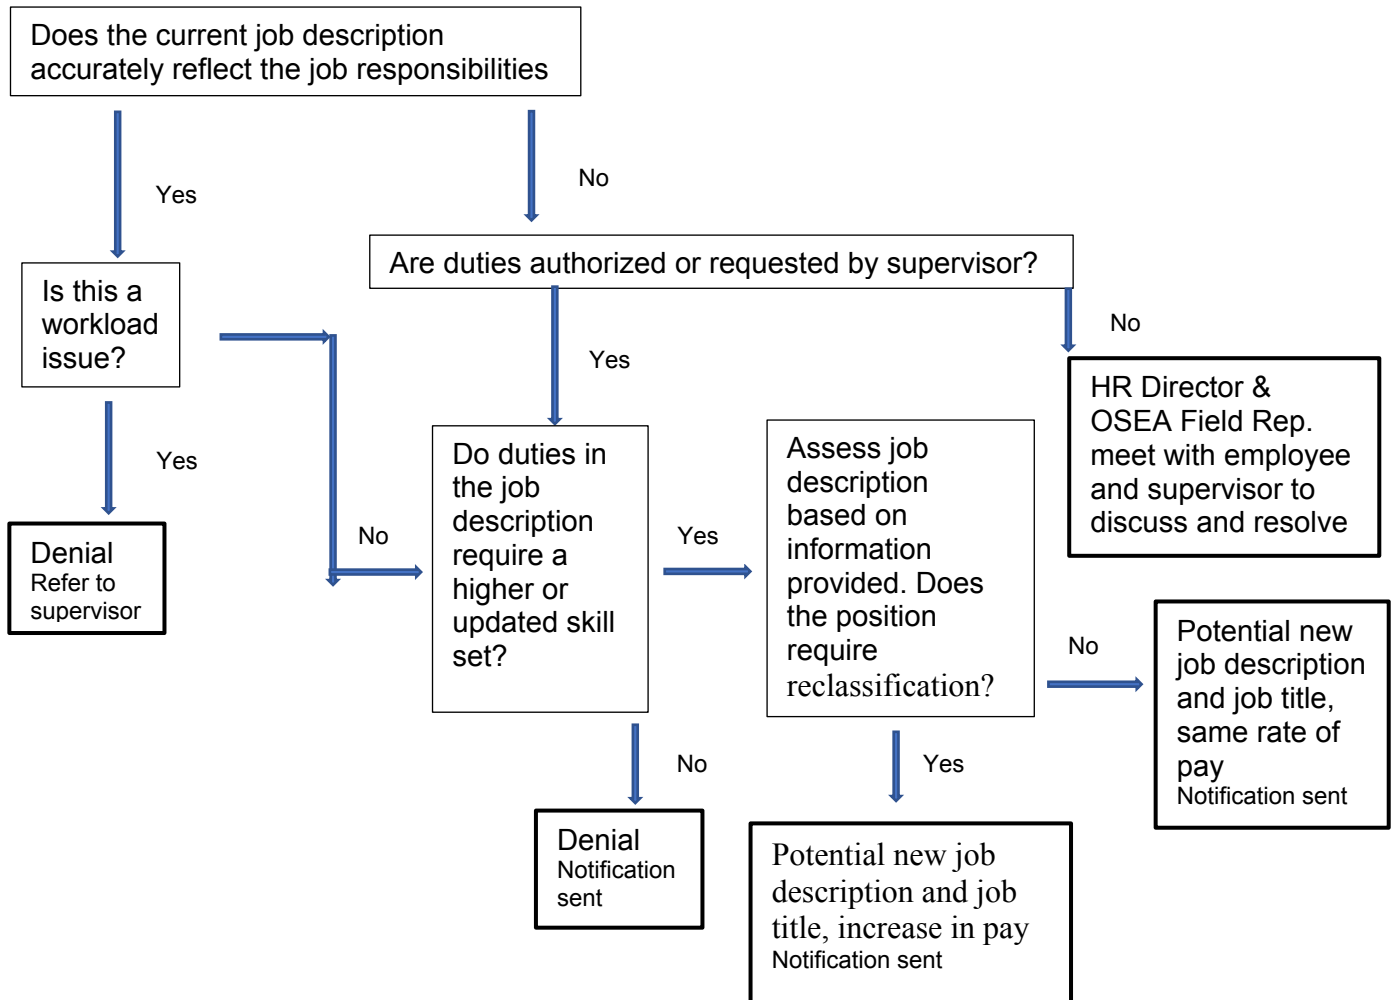 Does the current job description
accurately reflect the job responsibilities
Yes
No
Are duties authorized or requested by supervisor?
Is this a
workload
issue?
Yes
No
HR Director &
OSEA Field Rep.
meet with employee
and supervisor to
discuss and resolve
Yes
Denial
Refer to
supervisor
No
Do duties in
the job
description
require a
higher or
updated skill
set?
Yes
Assess job
description
based on
information
provided. Does
the position
require
reclassification?
No
Potential new
job description
and job title,
same rate of
pay
Notification sent
No
Denial
Notification
sent
Yes
Potential new job
description and job
title, increase in pay
Notification sent